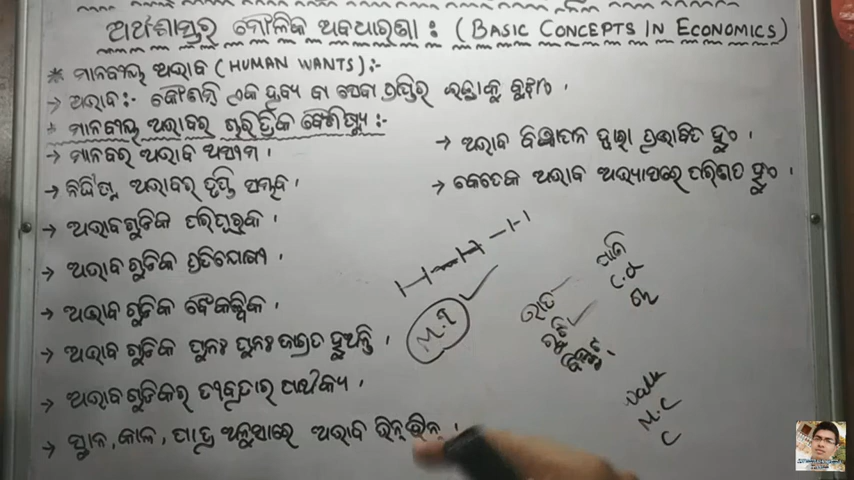 ଅର୍ଥଶାସ୍ତ୍ରର ମୌଳିକ ଅବଧାରଣା : (BASIC CONCEPTS IN ECONOMICS)
* ମାନବୀୟ ଅଭାବ (HUMAN WANTS) :-
→ ଅଭାବ :- କୌଣସି ଏକ ଦ୍ରବ୍ୟ ବା ସେବା ପ୍ରାପ୍ତିର ଇଚ୍ଛାକୁ ବୁଝାଏ ।
* ମାନବୀୟ ଅଭାବର ଚାରିତ୍ରିକ ବୈଶିଷ୍ଟ୍ୟ :-
→ ମାନବର ଅଭାବ ଅସୀମ ।
→ ନିର୍ଦ୍ଦିଷ୍ଟ ଅଭାବର ତୃପ୍ତି ସମ୍ଭବ ।
→ ଅଭାବଗୁଡିକ ପରିପୂରକ ।
→ ଅଭାବଗୁଡିକ ପ୍ରତିଯୋଗୀ ।
→ ଅଭାବଗୁଡିକ ବୈକଳ୍ପିକ ।
→ ଅଭାବ ଗୁଡିକ ପୁନଃ ପୁନଃ ଜାଗ୍ରତ ହୁଅନ୍ତି ।
→ ଅଭାବଗୁଡିକର ତୀବ୍ରତାର ପାର୍ଥକ୍ୟ ।
→ ସ୍ଥାନ, କାଳ, ପାତ୍ର ଅନୁସାରେ ଅଭାବ ଭିନ୍ନ ଭିନ୍ନ ।
→ ଅଭାବ ବିଜ୍ଞାପନ ଦ୍ୱାରା ପ୍ରଭାବିତ ହୁଏ ।
→ କେତେକ ଅଭାବ ଅଭ୍ୟାସରେ ପରିଣତ ହୁଏ ।
M.P
ଭାତ
ରୁଟି
ପାଣି
C.D
M.C
C